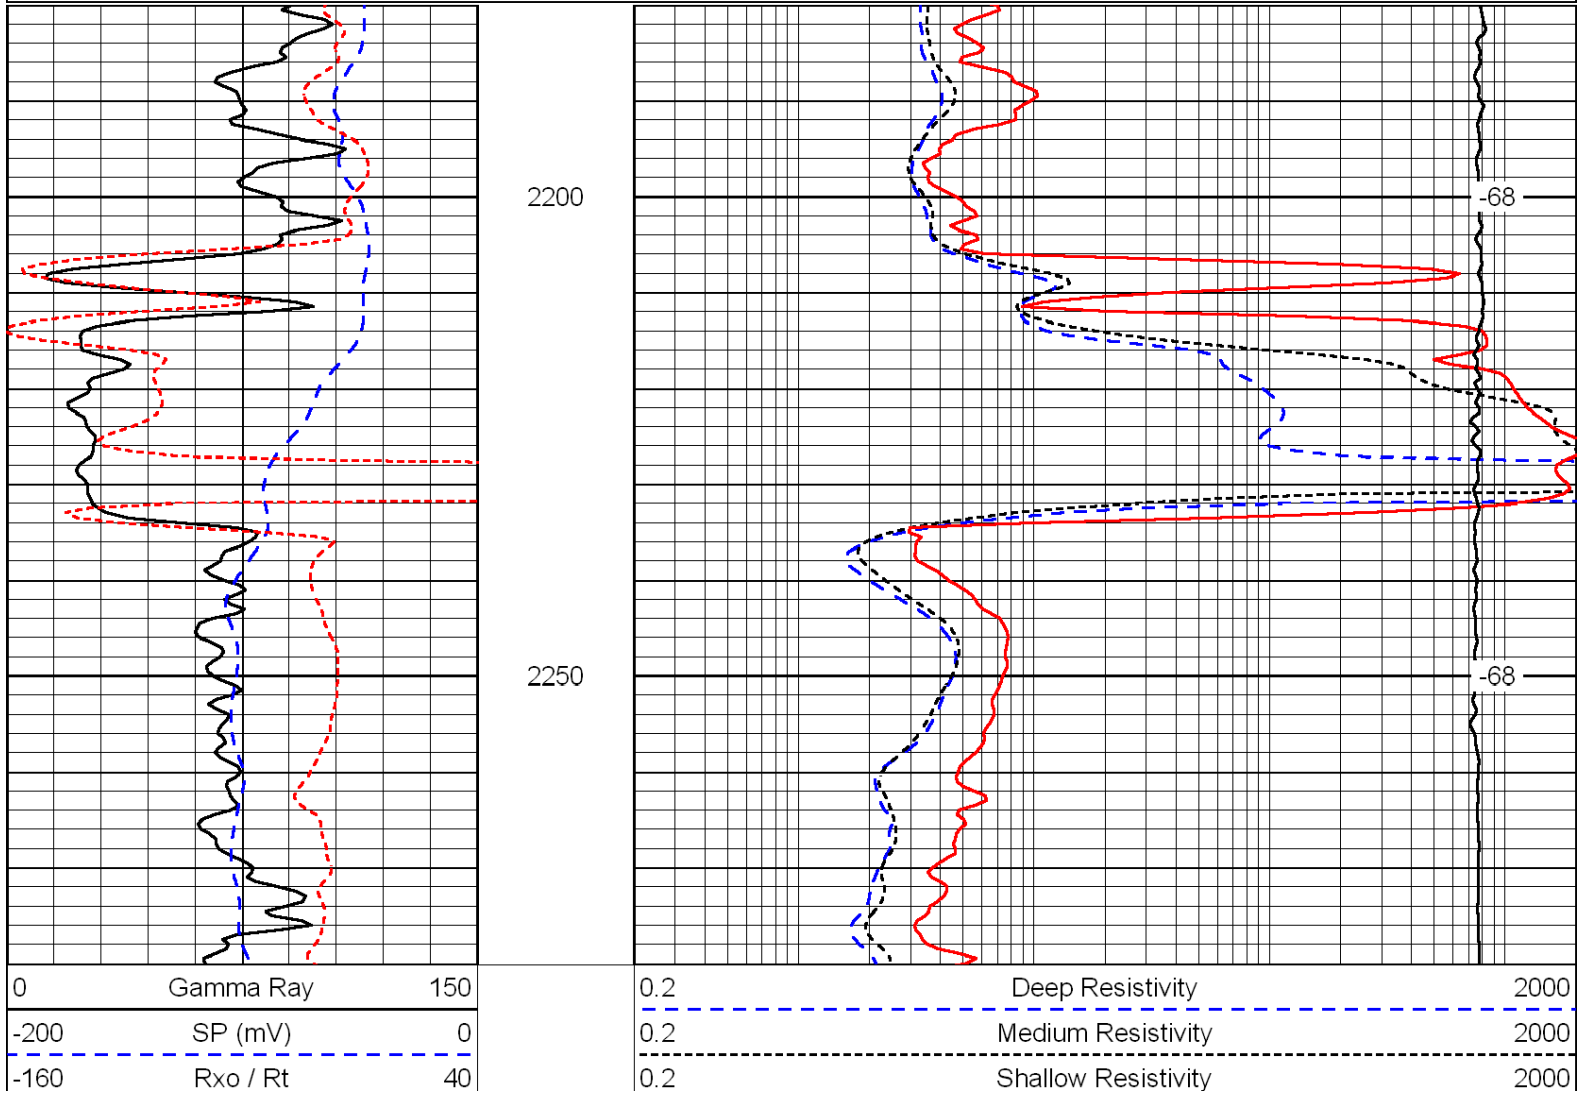 2200
-68
2250
-68
0 Gamma Ray 150
0.2 Deep Resistivity 2000
-200 SP (mV) 0
0.2 Medium Resistivity 2000
-160 Rxo / Rt 40
0.2 Shallow Resistivity 2000